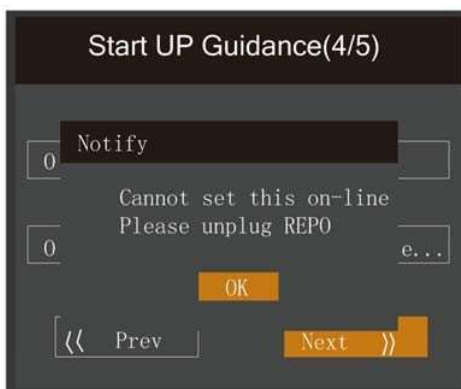 Start UP Guidance(4/5)
Notify
O
Cannot set this on-line
Please unplug REPO
O
e...
OK
《 Prev
Next 》